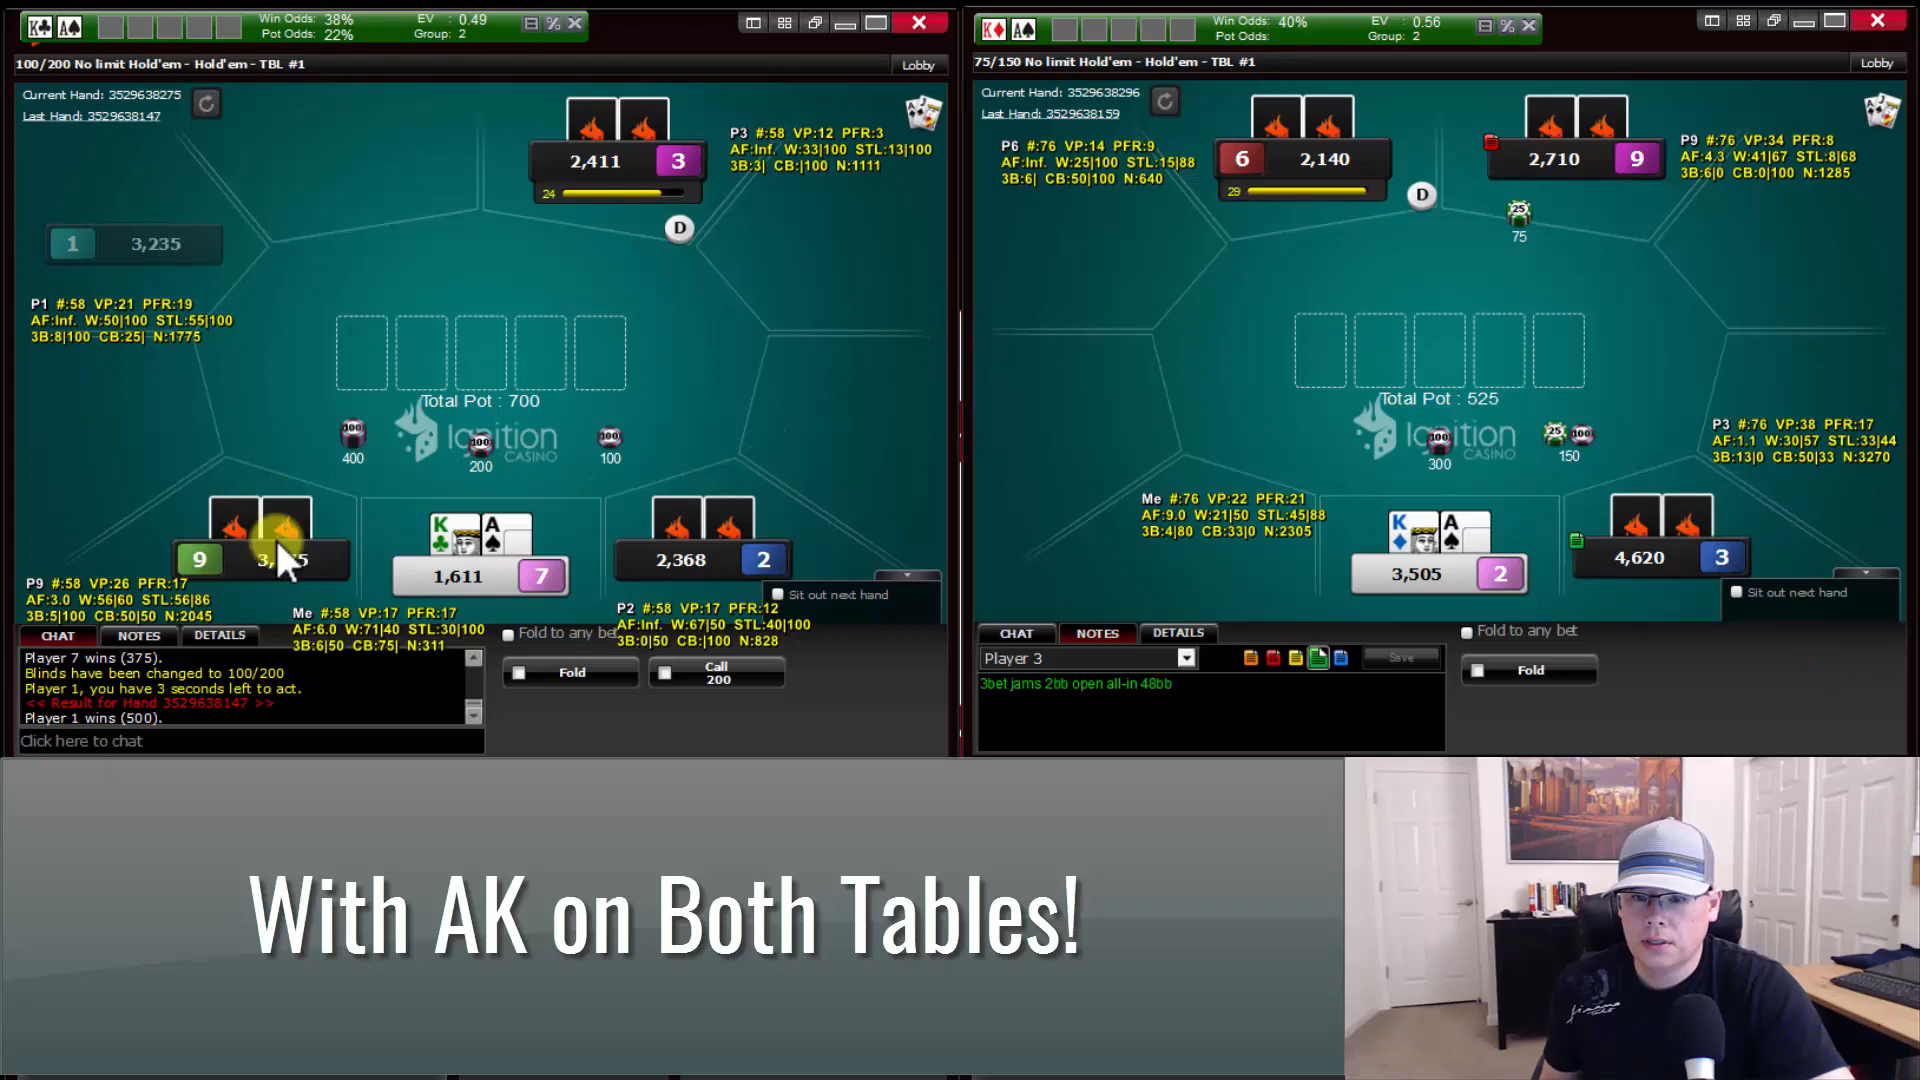 K♣ A♠ Win Odds: 38% EV : 0.49
Pot Odds: 22% Group: 2
100/200 No limit Hold'em - Hold'em - TBL #1 Lobby
Current Hand: 3529638275
Last Hand: 3529638147
P3 #:58 VP:12 PFR:3
AF:Inf. W:33|100 STL:13|100
3B:3| CB:|100 N:1111
2,411 3
24
D
1 3,235
P1 #:58 VP:21 PFR:19
AF:Inf. W:50|100 STL:55|100
3B:8|100 CB:25| N:1775
Total Pot : 700
Ignition
CASINO
100 100 100
400 200 100
K A
9
1,611 7
2,368 2
P9 #:58 VP:26 PFR:17
AF:3.0 W:56|60 STL:56|86
3B:5|100 CB:50|50 N:2045
Me #:58 VP:17 PFR:17
AF:6.0 W:71|40 STL:30|100
3B:6|50 CB:75| N:311
P2 #:58 VP:17 PFR:12
AF:Inf. W:67|50 STL:40|100
3B:0|50 CB:|100 N:828
Sit out next hand
CHAT NOTES DETAILS
Fold to any bet
Player 7 wins (375).
Blinds have been changed to 100/200
Player 1, you have 3 seconds left to act.
<< Result for Hand 3529638147 >>
Player 1 wins (500).
Click here to chat
Fold
Call
200
K♦ A♠ Win Odds: 40% EV : 0.56
Pot Odds: Group: 2
75/150 No limit Hold'em - Hold'em - TBL #1 Lobby
Current Hand: 3529638296
Last Hand: 3529638159
P6 #:76 VP:14 PFR:9
AF:Inf. W:25|100 STL:15|88
3B:6| CB:50|100 N:640
6 2,140
29
D
2,710 9
P9 #:76 VP:34 PFR:8
AF:4.3 W:41|67 STL:8|68
3B:6|0 CB:0|100 N:1285
25
75
Total Pot : 525
Ignition
CASINO
100 25 100
300 150
P3 #:76 VP:38 PFR:17
AF:1.1 W:30|57 STL:33|44
3B:13|0 CB:50|33 N:3270
Me #:76 VP:22 PFR:21
AF:9.0 W:21|50 STL:45|88
3B:4|80 CB:33|0 N:2305
K A
3,505 2
4,620 3
Sit out next hand
CHAT NOTES DETAILS
Fold to any bet
Player 3 Save
3bet jams 2bb open all-in 48bb
Fold
With AK on Both Tables!